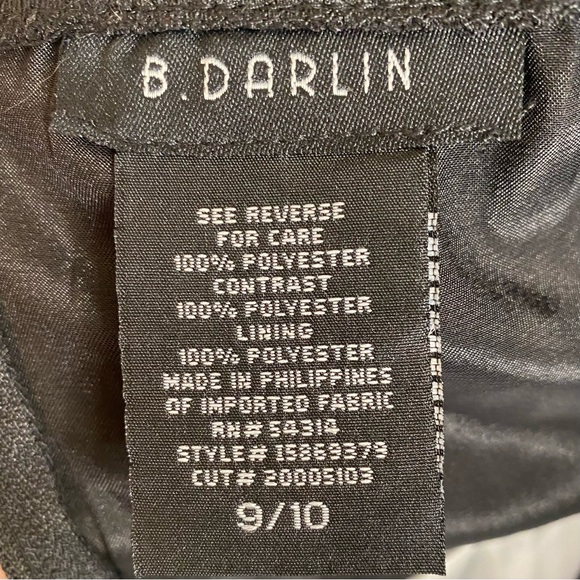 B.DARLIN
SEE REVERSE
FOR CARE
100% POLYESTER
CONTRAST
100% POLYESTER
LINING
100% POLYESTER
MADE IN PHILIPPINES
OF IMPORTED FABRIC
RN# 54314
STYLE# 15889379
CUT# 20005103
9/10